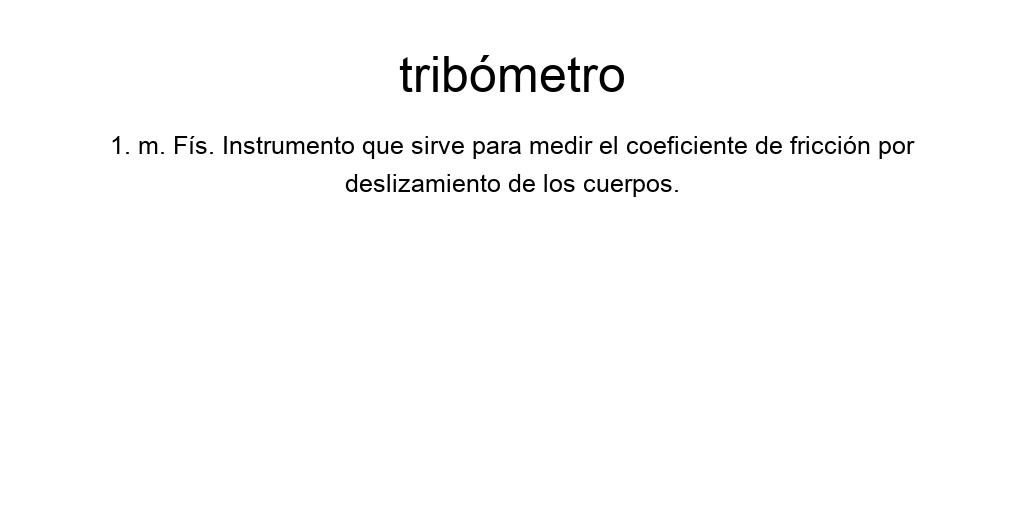 tribómetro
1. m. Fís. Instrumento que sirve para medir el coeficiente de fricción por
deslizamiento de los cuerpos.